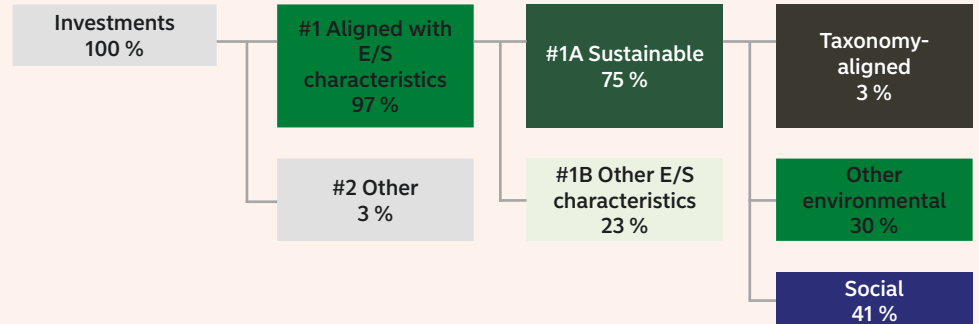 Investments
100 %
#1 Aligned with
E/S
characteristics
97 %
#1A Sustainable
75 %
Taxonomy-
aligned
3 %
#2 Other
3 %
#1B Other E/S
characteristics
23 %
Other
environmental
30 %
Social
41 %